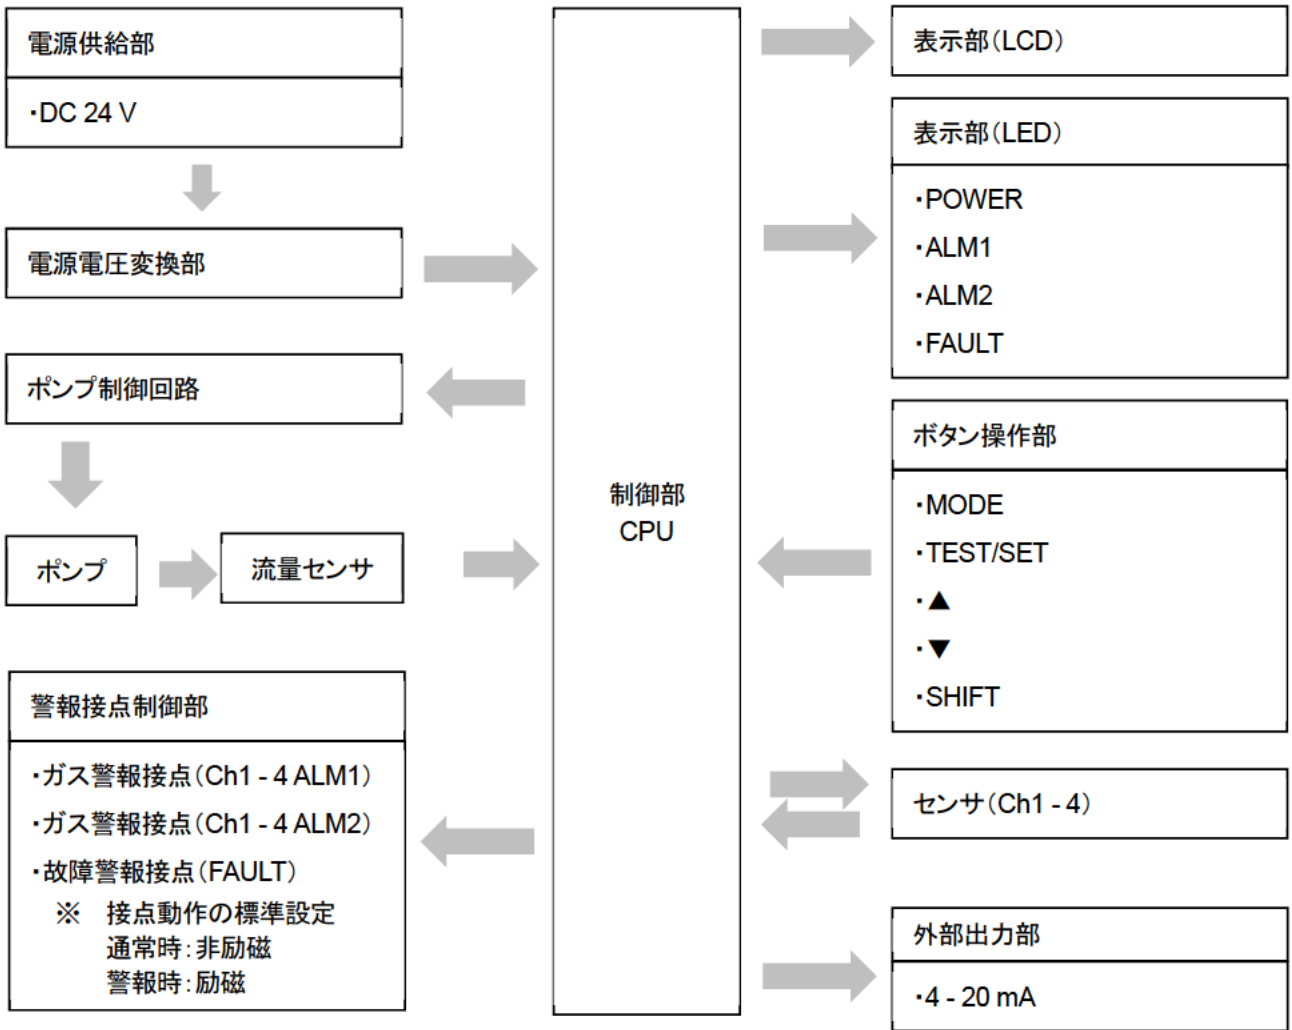 電源供給部
・DC 24 V
電源電圧変換部
ポンプ制御回路
ポンプ
流量センサ
警報接点制御部
・ガス警報接点（Ch1 - 4 ALM1）
・ガス警報接点（Ch1 - 4 ALM2）
・故障警報接点（FAULT）
※ 接点動作の標準設定
通常時：非励磁
警報時：励磁
制御部
CPU
表示部（LCD）
表示部（LED）
・POWER
・ALM1
・ALM2
・FAULT
ボタン操作部
・MODE
・TEST/SET
・▲
・▼
・SHIFT
センサ（Ch1 - 4）
外部出力部
・4 - 20 mA